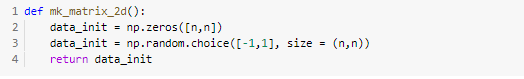 1 def mk_matrix_2d():
2     data_init = np.zeros([n,n])
3     data_init = np.random.choice([-1,1], size = (n,n))
4     return data_init